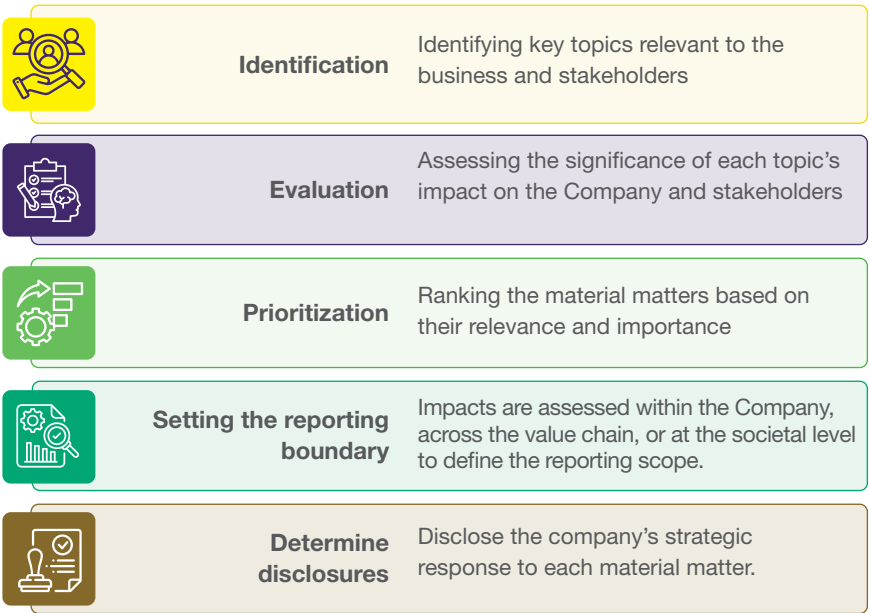 Identification
Identifying key topics relevant to the
business and stakeholders
Evaluation
Assessing the significance of each topic’s
impact on the Company and stakeholders
Prioritization
Ranking the material matters based on
their relevance and importance
Setting the reporting
boundary
Impacts are assessed within the Company,
across the value chain, or at the societal level
to define the reporting scope.
Determine
disclosures
Disclose the company’s strategic
response to each material matter.